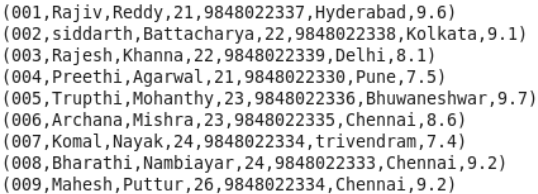 (001,Rajiv,Reddy,21,9848022337,Hyderabad,9.6)
(002,siddarth,Battacharya,22,9848022338,Kolkata,9.1)
(003,Rajesh,Khanna,22,9848022339,Delhi,8.1)
(004,Preethi,Agarwal,21,9848022330,Pune,7.5)
(005,Trupthi,Mohanthy,23,9848022336,Bhuwaneshwar,9.7)
(006,Archana,Mishra,23,9848022335,Chennai,8.6)
(007,Komal,Nayak,24,9848022334,trivendram,7.4)
(008,Bharathi,Nambiayar,24,9848022333,Chennai,9.2)
(009,Mahesh,Puttur,26,9848022334,Chennai,9.2)